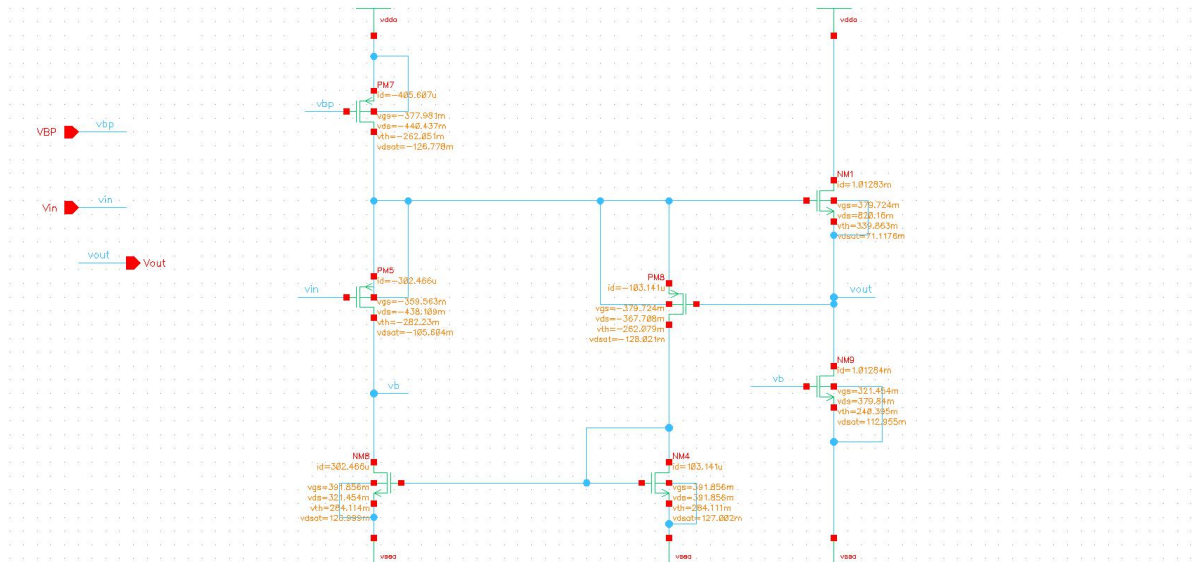 vdda
vdda
PM7
id=-405.607u
vbp
vgs=-377.981m
vds=-440.437m
vth=-262.051m
vdsat=-126.778m
vbp
VBP
NM1
id=1.01283m
vin
Vin
vgs=379.724m
vds=820.16m
vth=339.863m
vdsat=71.1176m
vout
Vout
PM5
id=-302.466u
PM8
id=-103.141u
vin
vgs=-359.563m
vds=-438.109m
vth=-282.23m
vdsat=-105.604m
vgs=-379.724m
vds=-367.708m
vth=-262.079m
vdsat=-128.021m
vout
NM9
id=1.01284m
vb
vb
vgs=321.454m
vds=379.84m
vth=240.395m
vdsat=112.955m
NM8
id=302.466u
NM4
id=103.141u
vgs=391.856m
vds=321.454m
vth=284.114m
vdsat=126.999m
vgs=391.856m
vds=391.856m
vth=284.111m
vdsat=127.002m
vssa
vssa
vssa